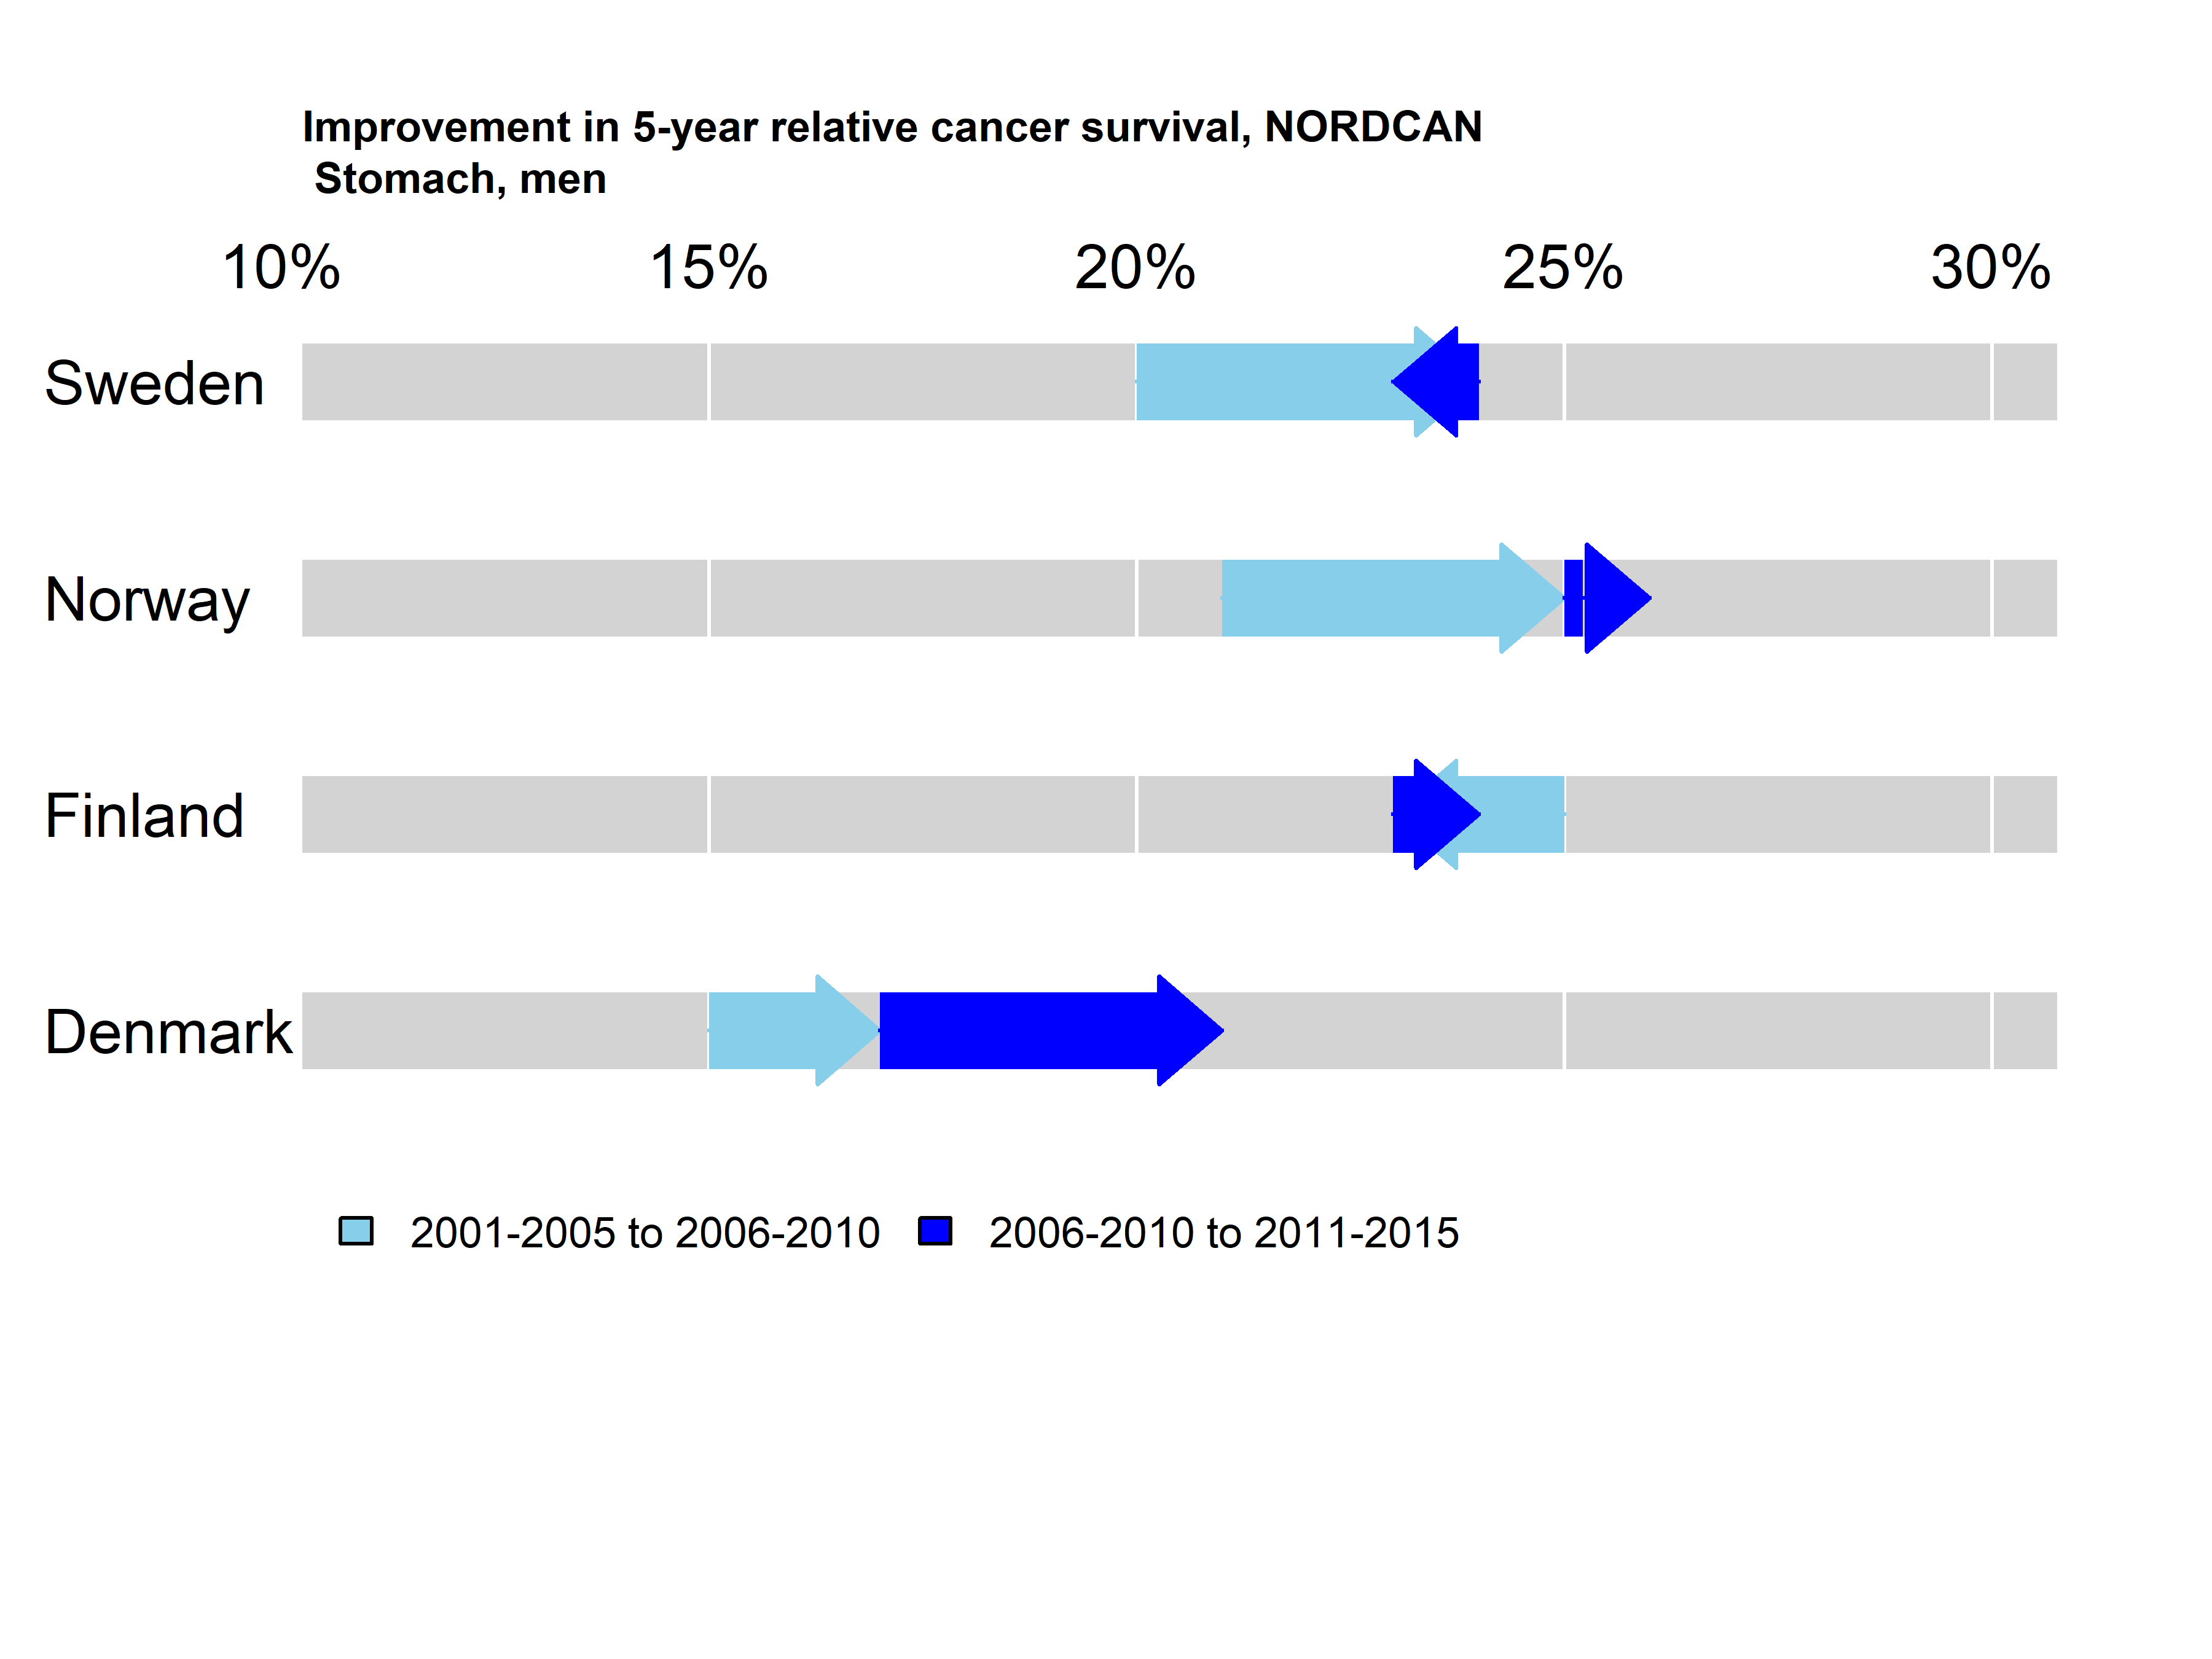 Improvement in 5-year relative cancer survival, NORDCAN
Stomach, men
10% 15% 20% 25% 30%
Sweden
Norway
Finland
Denmark
2001-2005 to 2006-2010 2006-2010 to 2011-2015